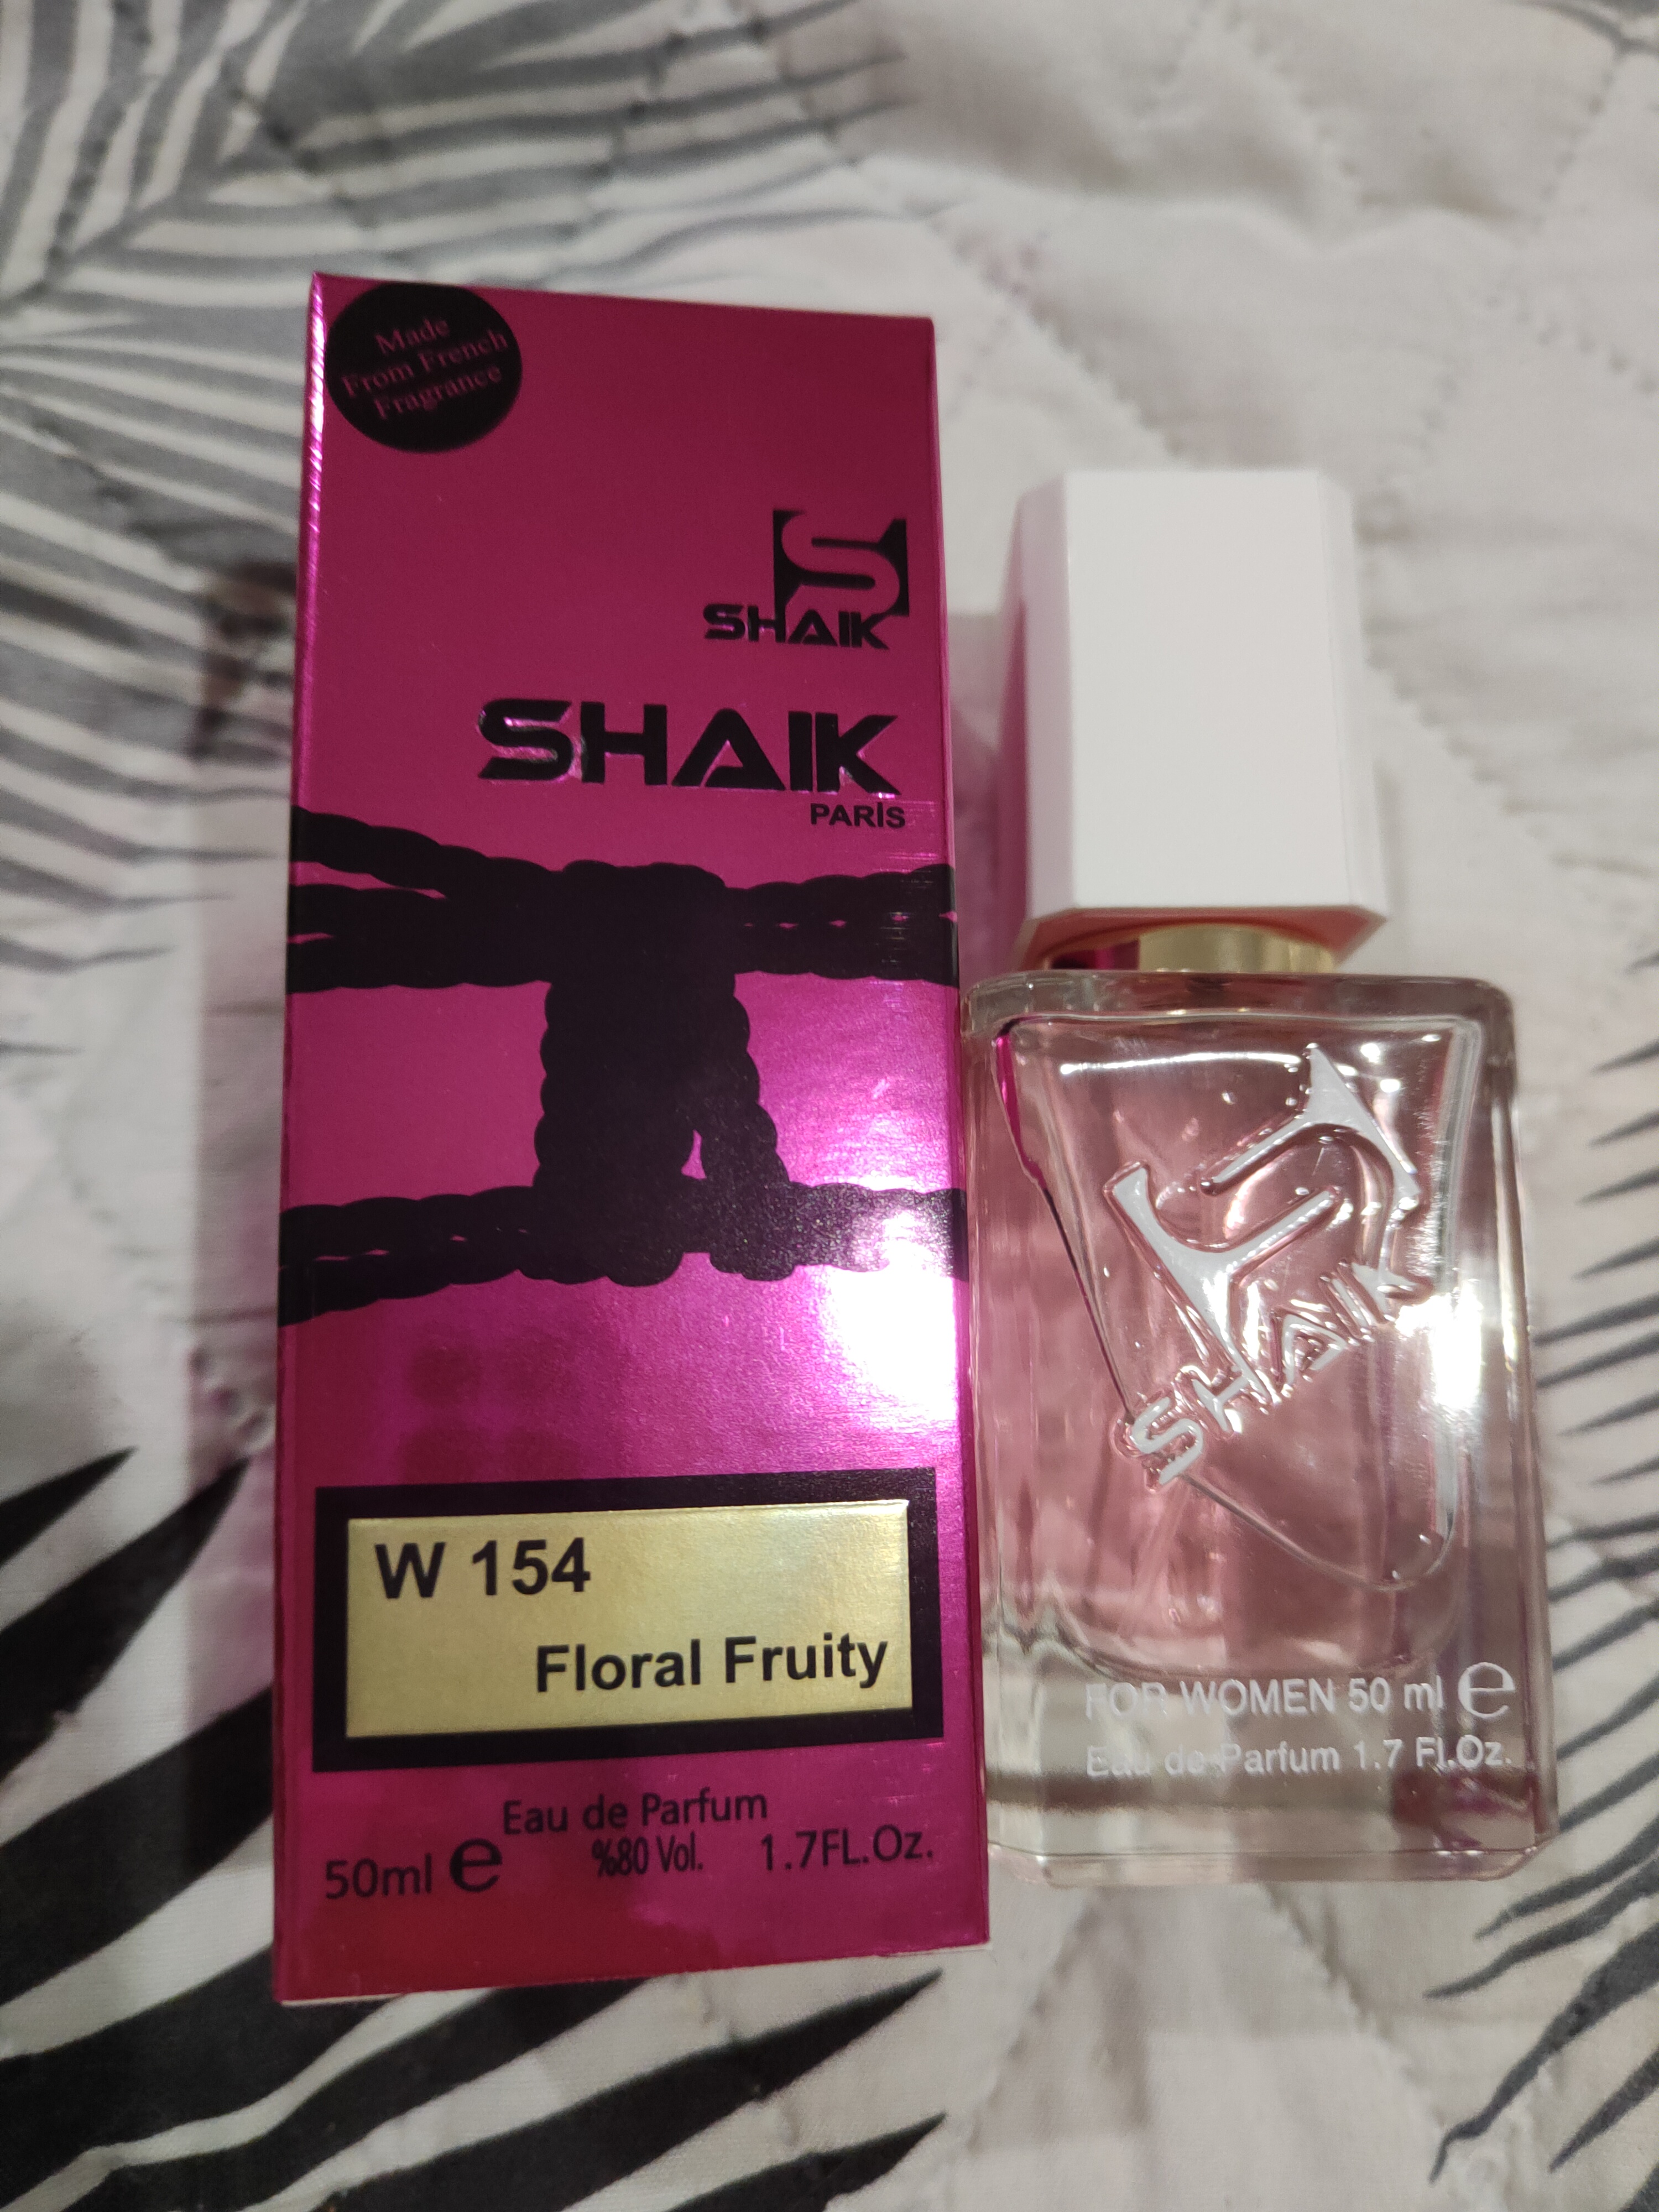 Made
From French
Fragrance
S
SHAIK
SHAIK
PARİS
W 154
Floral Fruity
Eau de Parfum
50ml e %80 Vol. 1.7FL.Oz.
S
SHAIK
FOR WOMEN 50 ml e
Eau de Parfum 1.7 Fl.Oz.